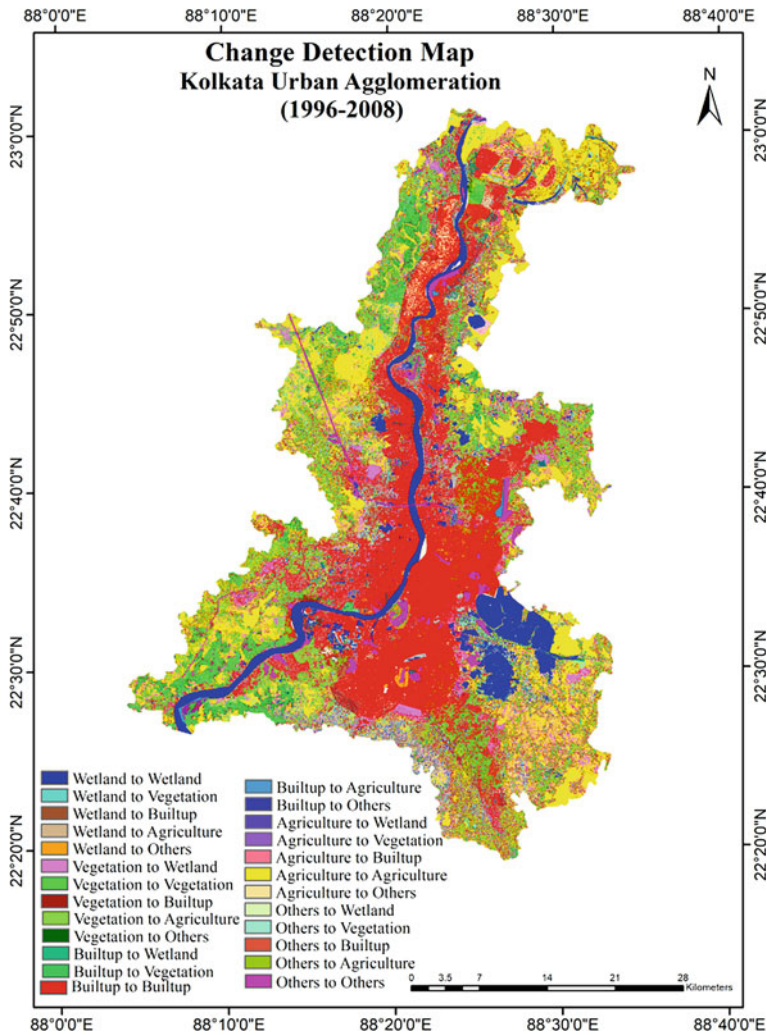 88°0'0"E 88°10'0"E 88°20'0"E 88°30'0"E 88°40'0"E
Change Detection Map
Kolkata Urban Agglomeration
(1996-2008)
N
23°0'0"N 23°0'0"N
22°50'0"N 22°50'0"N
22°40'0"N 22°40'0"N
22°30'0"N 22°30'0"N
22°20'0"N 22°20'0"N
Wetland to Wetland
Wetland to Vegetation
Wetland to Builtup
Wetland to Agriculture
Wetland to Others
Vegetation to Wetland
Vegetation to Vegetation
Vegetation to Builtup
Vegetation to Agriculture
Vegetation to Others
Builtup to Wetland
Builtup to Vegetation
Builtup to Builtup
Builtup to Agriculture
Builtup to Others
Agriculture to Wetland
Agriculture to Vegetation
Agriculture to Builtup
Agriculture to Agriculture
Agriculture to Others
Others to Wetland
Others to Vegetation
Others to Builtup
Others to Agriculture
Others to Others
0 3.5 7 14 21 28
Kilometers
88°0'0"E 88°10'0"E 88°20'0"E 88°30'0"E 88°40'0"E